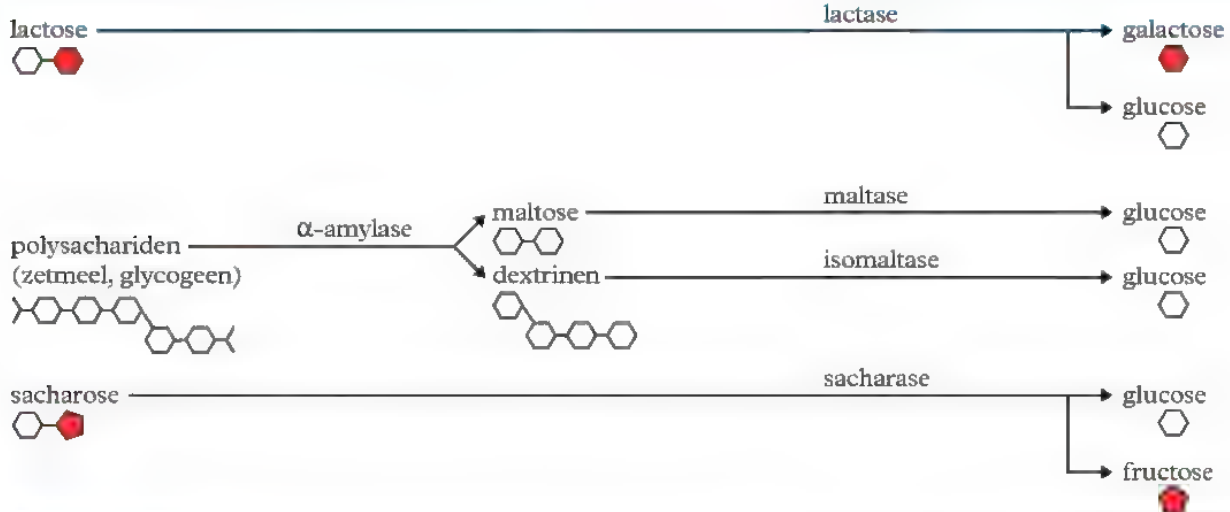 lactose
lactase
galactose
glucose
polysachariden
(zetmeel, glycogeen)
α-amylase
maltose
maltase
glucose
dextrinen
isomaltase
glucose
sacharose
sacharase
glucose
fructose